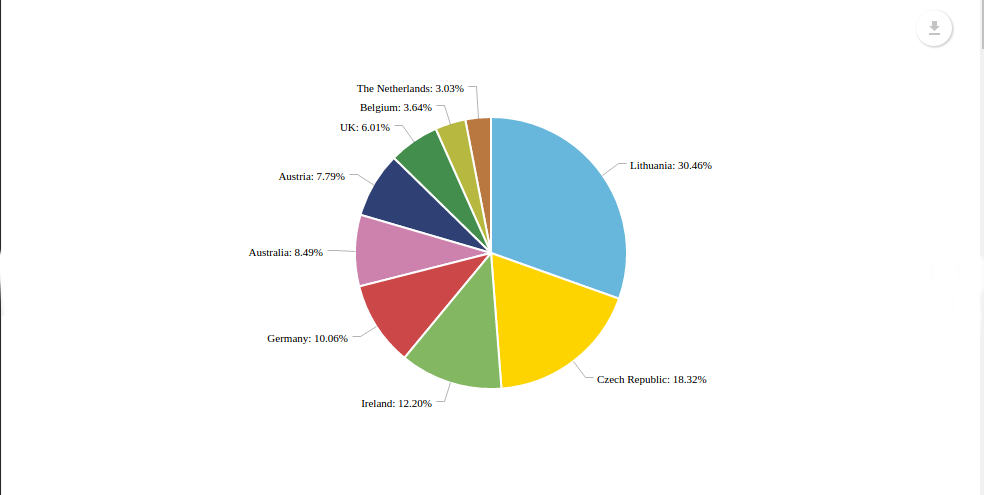 The Netherlands: 3.03%
Belgium: 3.64%
UK: 6.01%
Lithuania: 30.46%
Austria: 7.79%
Australia: 8.49%
Germany: 10.06%
Czech Republic: 18.32%
Ireland: 12.20%